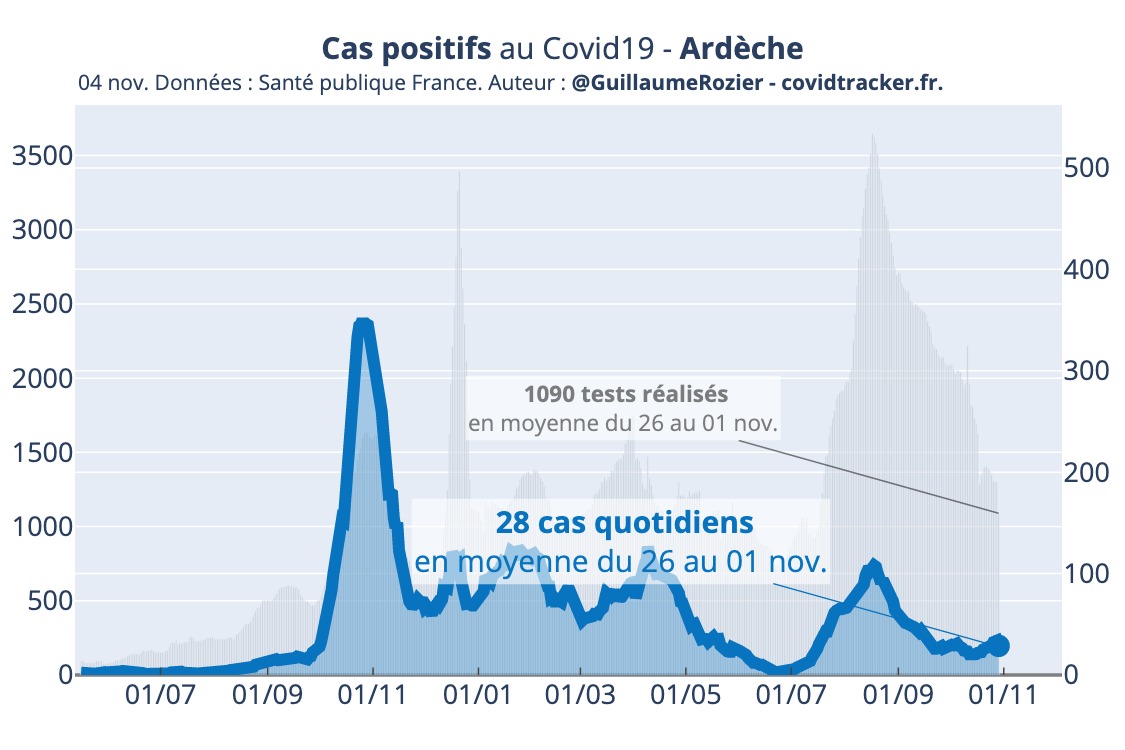 Cas positifs au Covid19 - Ardèche
04 nov. Données : Santé publique France. Auteur : @GuillaumeRozier - covidtracker.fr.
3500
3000
2500
2000
1500
1000
500
0
500
400
300
200
100
0
1090 tests réalisés
en moyenne du 26 au 01 nov.
28 cas quotidiens
en moyenne du 26 au 01 nov.
01/07 01/09 01/11 01/01 01/03 01/05 01/07 01/09 01/11